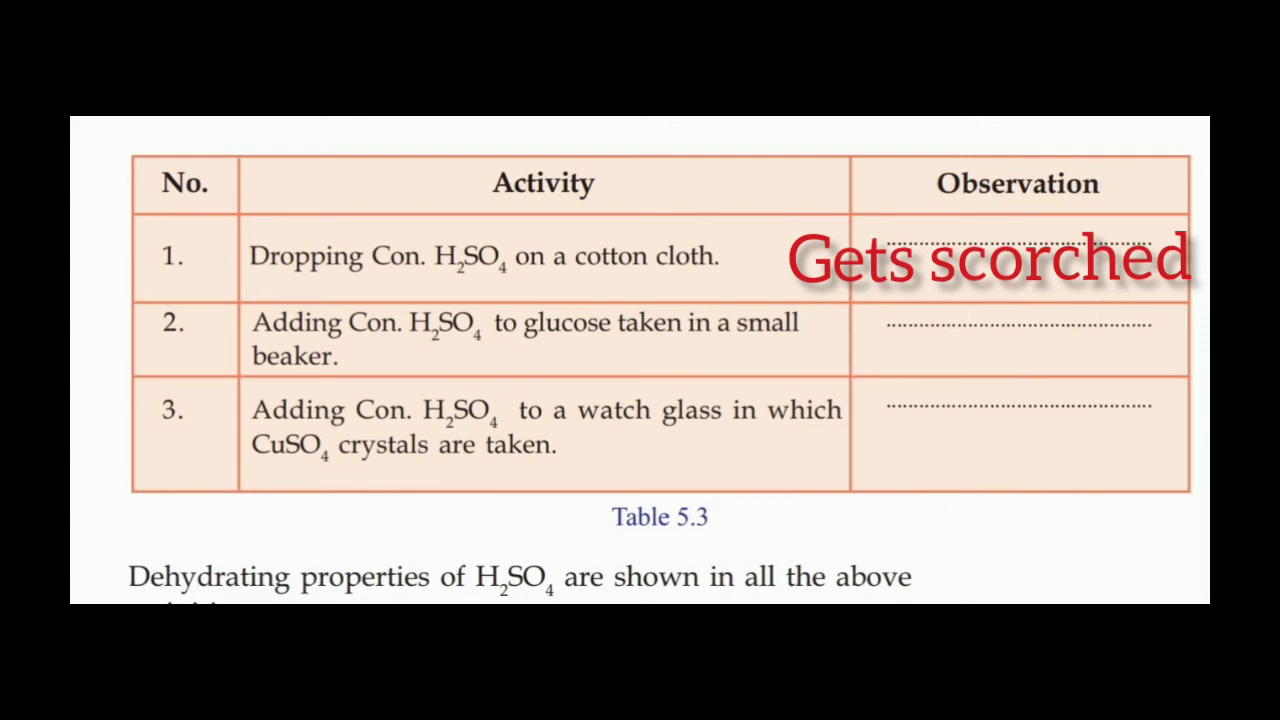 No. Activity Observation
1. Dropping Con. H₂SO₄ on a cotton cloth. Gets scorched
2. Adding Con. H₂SO₄ to glucose taken in a small ..............................................
beaker.
3. Adding Con. H₂SO₄ to a watch glass in which ..............................................
CuSO₄ crystals are taken.
Table 5.3
Dehydrating properties of H₂SO₄ are shown in all the above